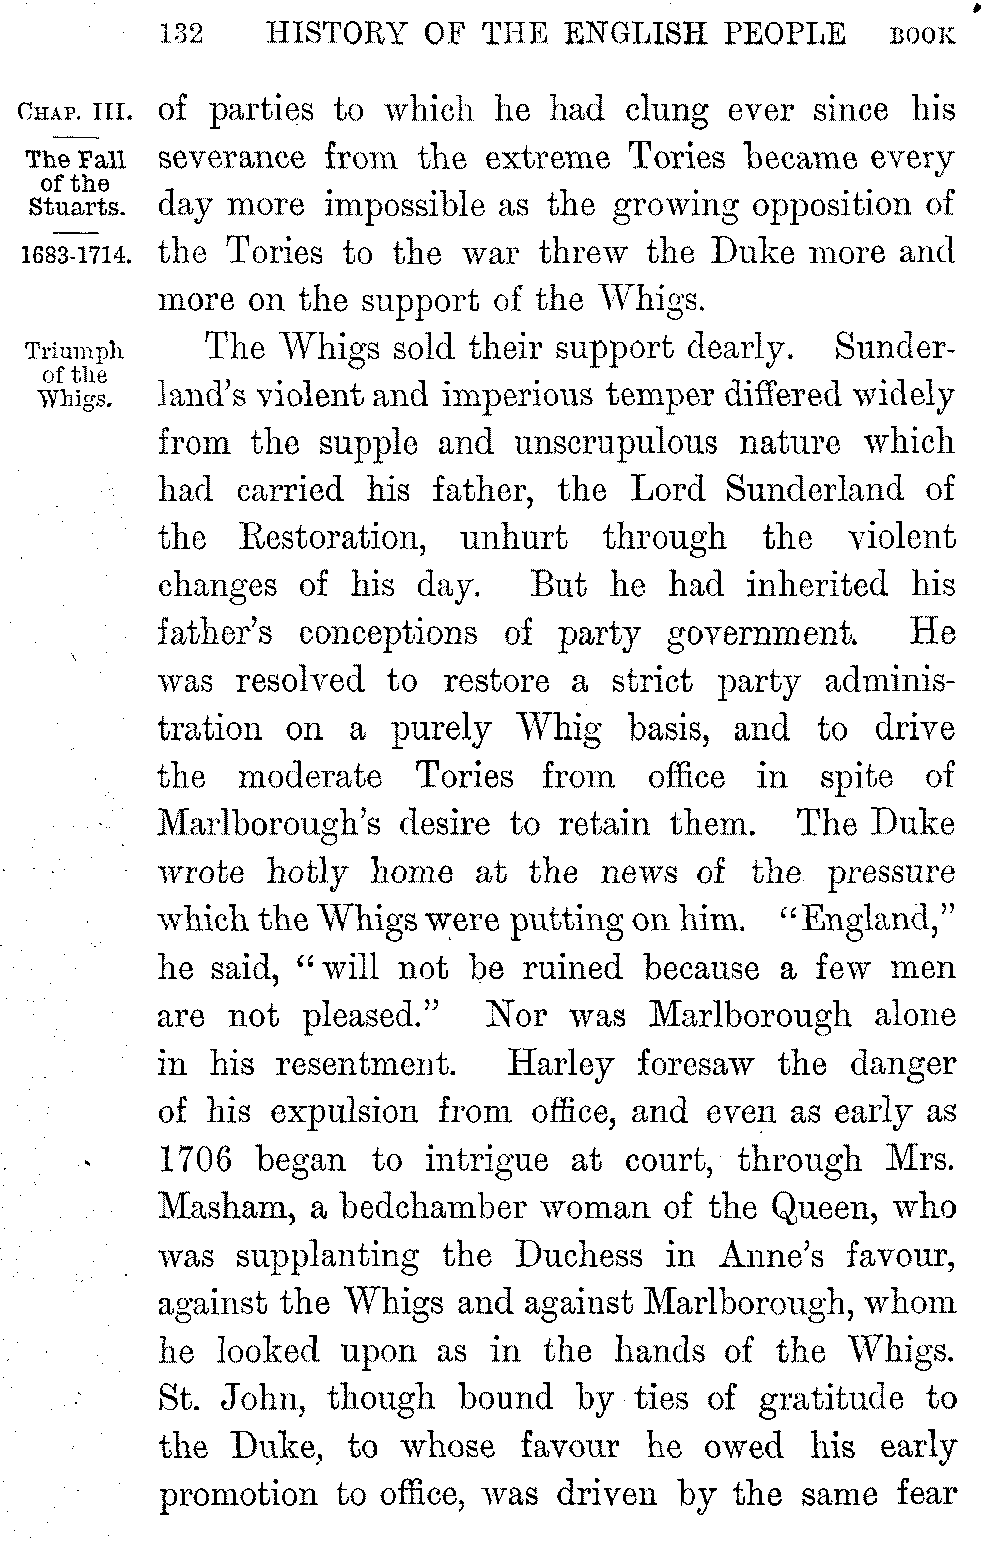 132 HISTORY OF THE ENGLISH PEOPLE BOOK
CHAP. III.
The Fall
of the
Stuarts.
1683-1714.
of parties to which he had clung ever since his
severance from the extreme Tories became every
day more impossible as the growing opposition of
the Tories to the war threw the Duke more and
more on the support of the Whigs.
Triumph
of the
Whigs.
The Whigs sold their support dearly. Sunder-
land's violent and imperious temper differed widely
from the supple and unscrupulous nature which
had carried his father, the Lord Sunderland of
the Restoration, unhurt through the violent
changes of his day. But he had inherited his
father's conceptions of party government. He
was resolved to restore a strict party adminis-
tration on a purely Whig basis, and to drive
the moderate Tories from office in spite of
Marlborough's desire to retain them. The Duke
wrote hotly home at the news of the pressure
which the Whigs were putting on him. "England,"
he said, "will not be ruined because a few men
are not pleased." Nor was Marlborough alone
in his resentment. Harley foresaw the danger
of his expulsion from office, and even as early as
1706 began to intrigue at court, through Mrs.
Masham, a bedchamber woman of the Queen, who
was supplanting the Duchess in Anne's favour,
against the Whigs and against Marlborough, whom
he looked upon as in the hands of the Whigs.
St. John, though bound by ties of gratitude to
the Duke, to whose favour he owed his early
promotion to office, was driven by the same fear